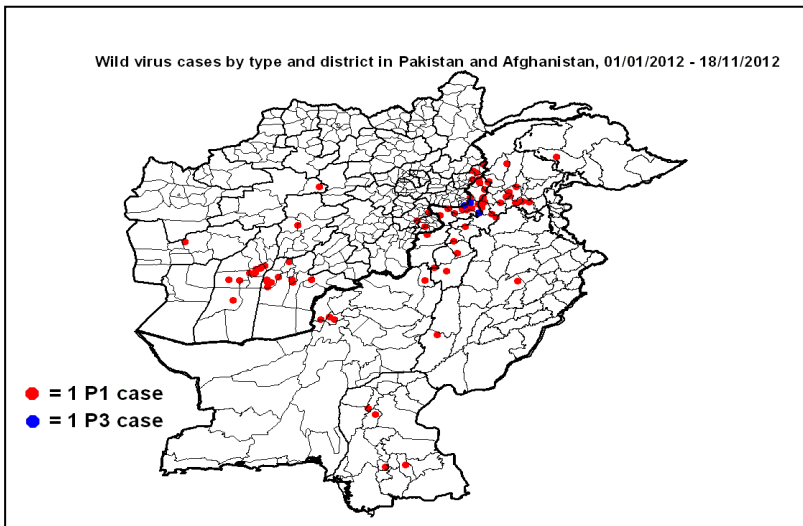 Wild virus cases by type and district in Pakistan and Afghanistan, 01/01/2012 - 18/11/2012
= 1 P1 case
= 1 P3 case